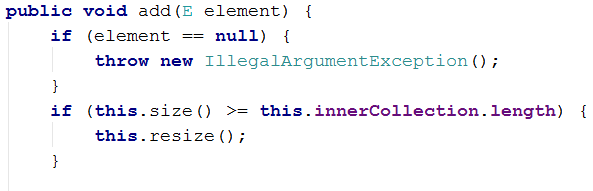 public void add(E element) {
    if (element == null) {
        throw new IllegalArgumentException();
    }
    if (this.size() >= this.innerCollection.length) {
        this.resize();
    }